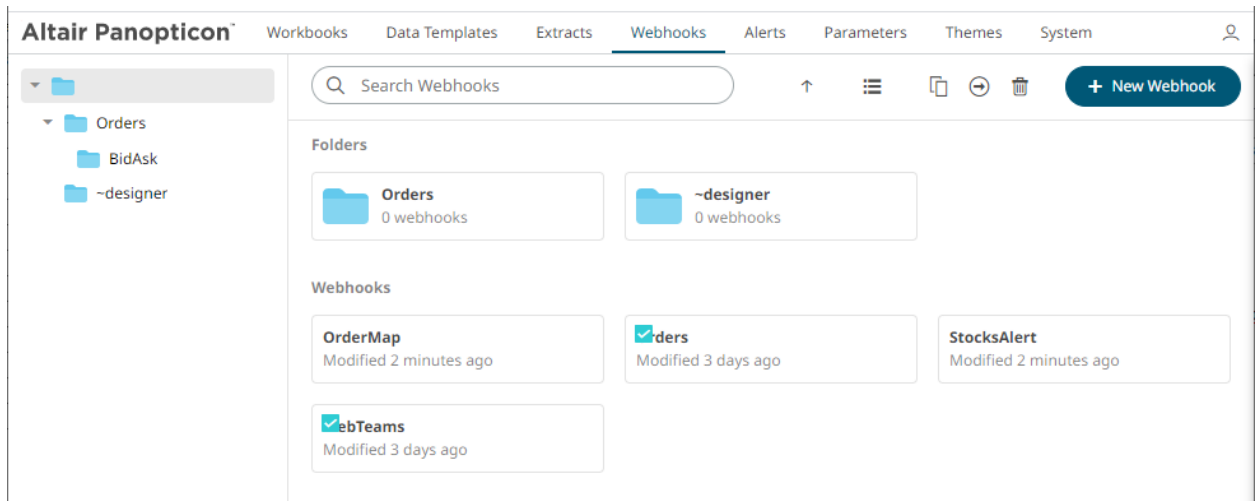 Altair Panopticon™ Workbooks Data Templates Extracts Webhooks Alerts Parameters Themes System
Search Webhooks
+ New Webhook
Orders
BidAsk
~designer
Folders
Orders
0 webhooks
~designer
0 webhooks
Webhooks
OrderMap
Modified 2 minutes ago
rders
Modified 3 days ago
StocksAlert
Modified 2 minutes ago
ebTeams
Modified 3 days ago